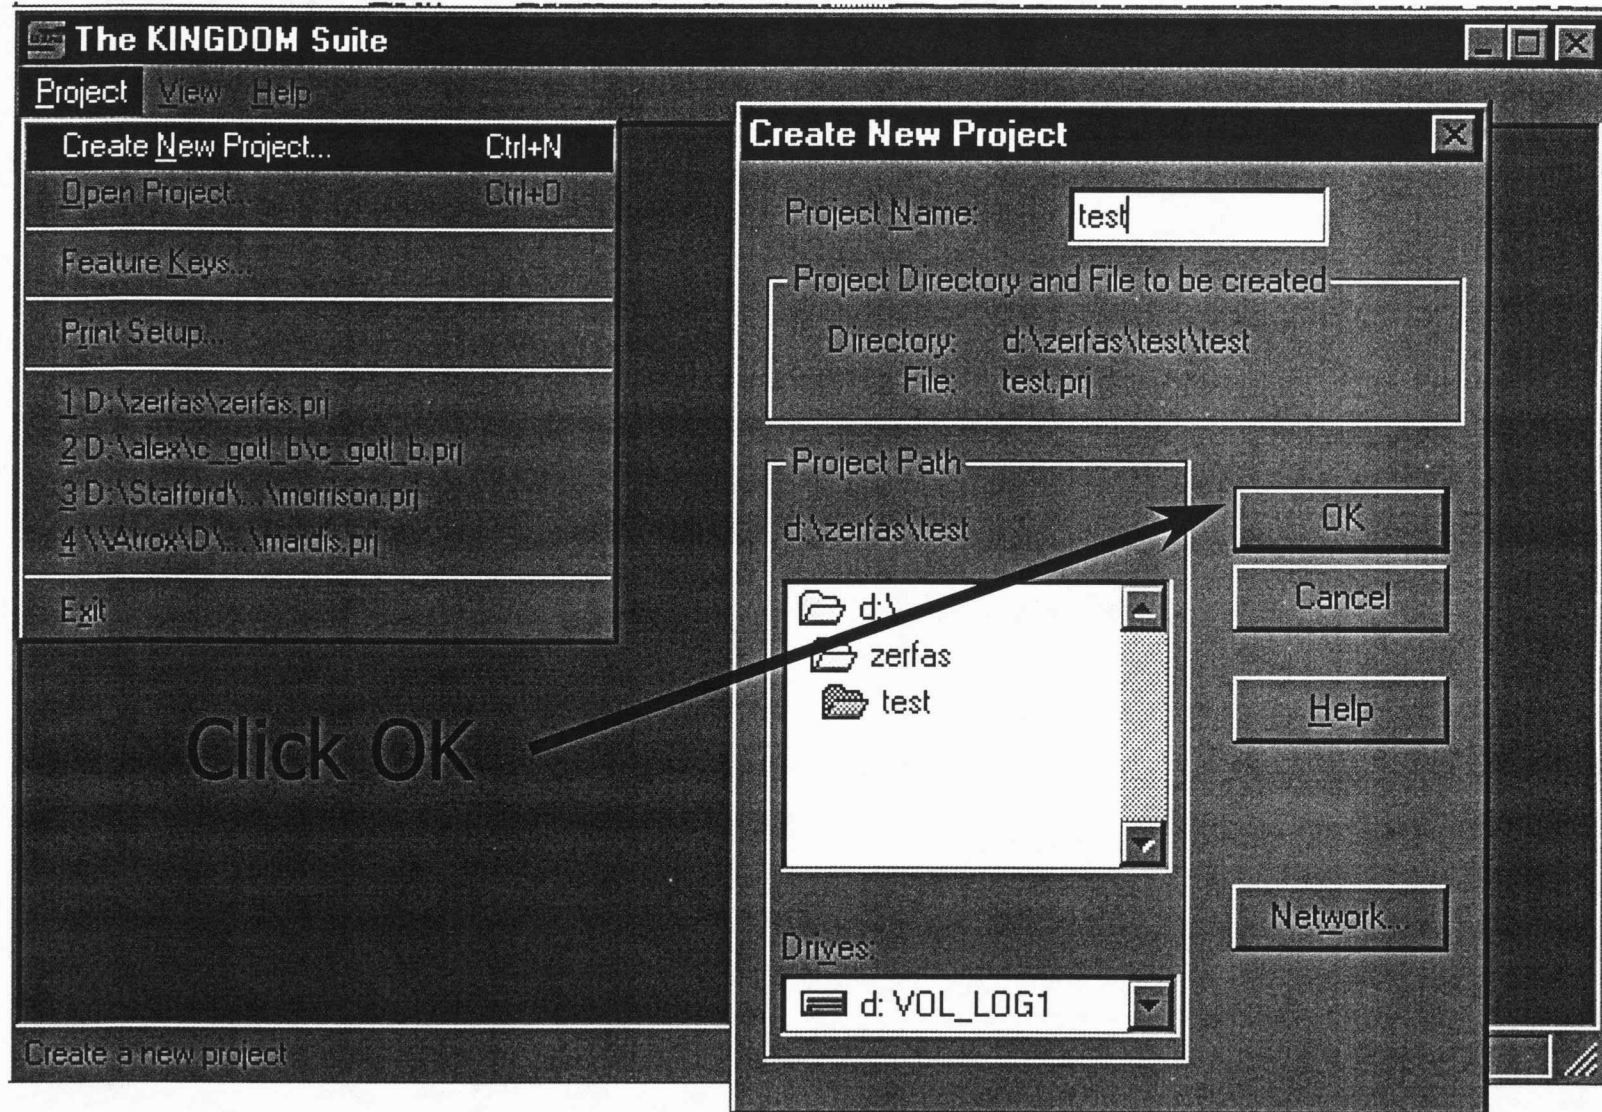 The KINGDOM Suite
Project View Help
Create New Project... Ctrl+N
Open Project... Ctrl+O
Feature Keys...
Print Setup...
1 D:\zerfas\zerfas.prj
2 D:\alex\c_gotl_b\c_gotl_b.prj
3 D:\Stafford\...\morrison.prj
4 \\Atrox\D\...\mardis.prj
Exit
Click OK
Create a new project
Create New Project
Project Name: test
Project Directory and File to be created
Directory: d:\zerfas\test\test
File: test.prj
Project Path
d:\zerfas\test
d:\
zerfas
test
Drives:
d: VOL_LOG1
OK
Cancel
Help
Network...